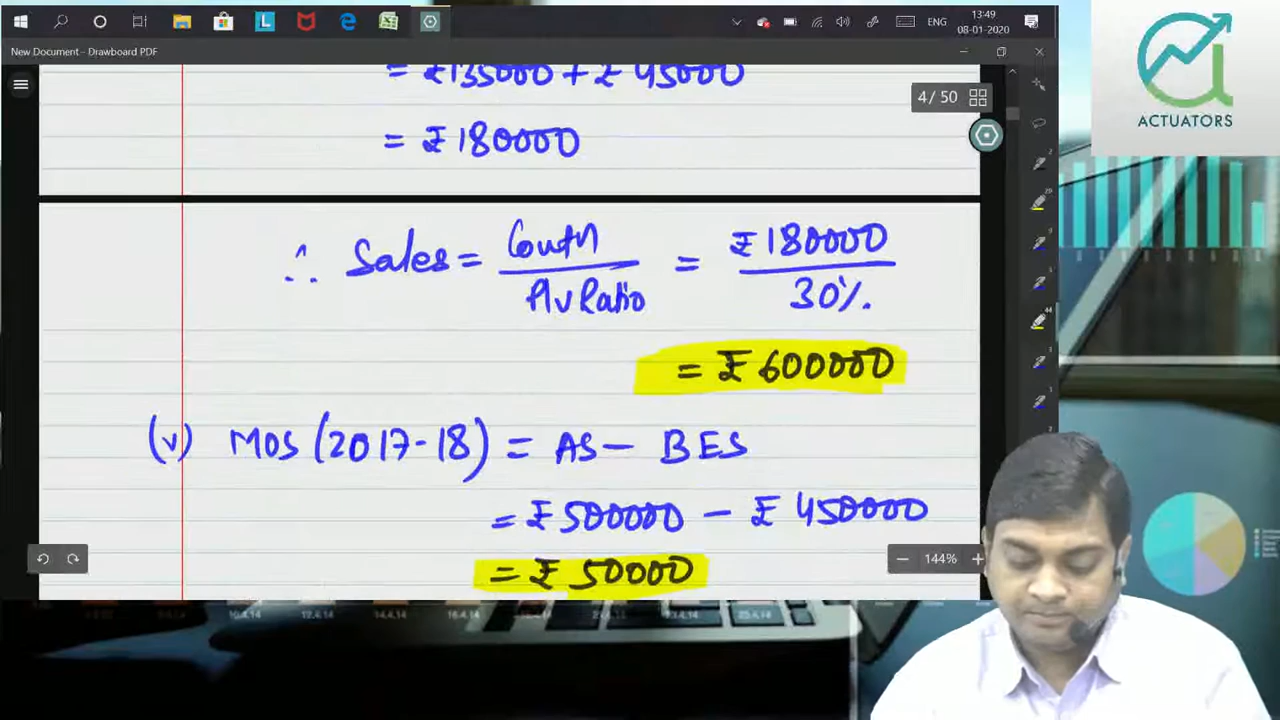 13:49
ENG
08-01-2020
New Document - Drawboard PDF
= ₹135000 + ₹45000
4 / 50
= ₹180000
ACTUATORS
∴ Sales = Contn / PV Ratio = ₹180000 / 30%
= ₹600000
(v) MOS (2017-18) = AS - BES
= ₹500000 - ₹450000
144%
= ₹50000